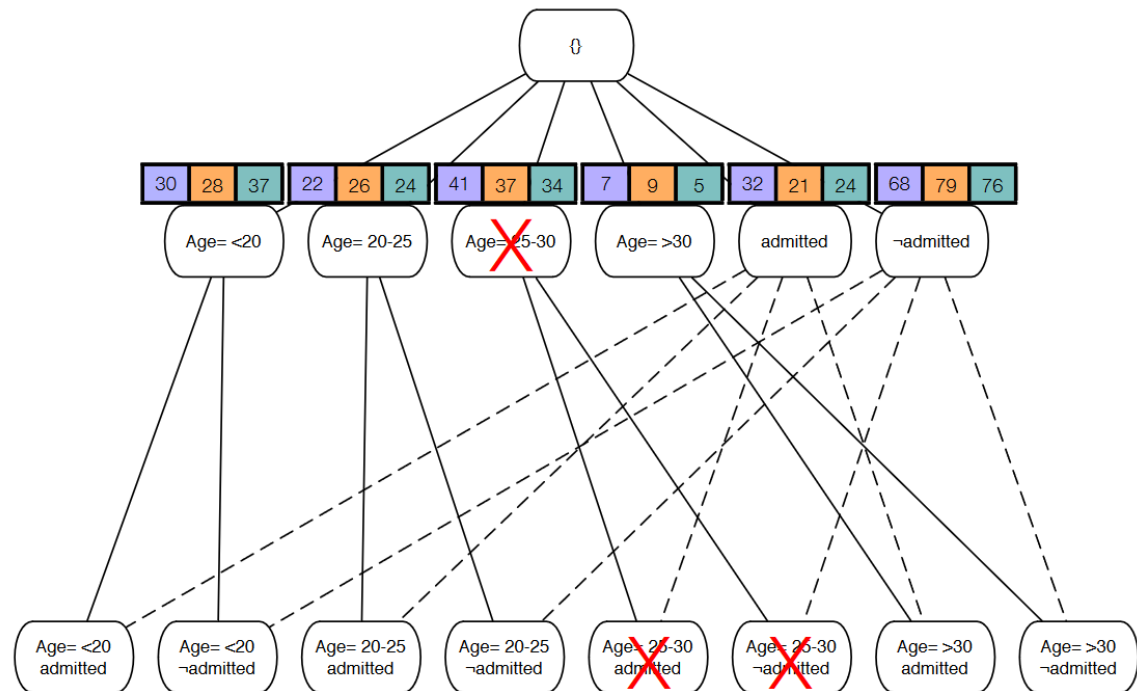 {}
30 28 37 22 26 24 41 37 34 7 9 5 32 21 24 68 79 76
Age= <20 Age= 20-25 Age= 25-30 Age= >30 admitted ¬admitted
Age= <20 Age= <20 Age= 20-25 Age= 20-25 Age= 25-30 Age= 25-30 Age= >30 Age= >30
admitted ¬admitted admitted ¬admitted admitted ¬admitted admitted ¬admitted